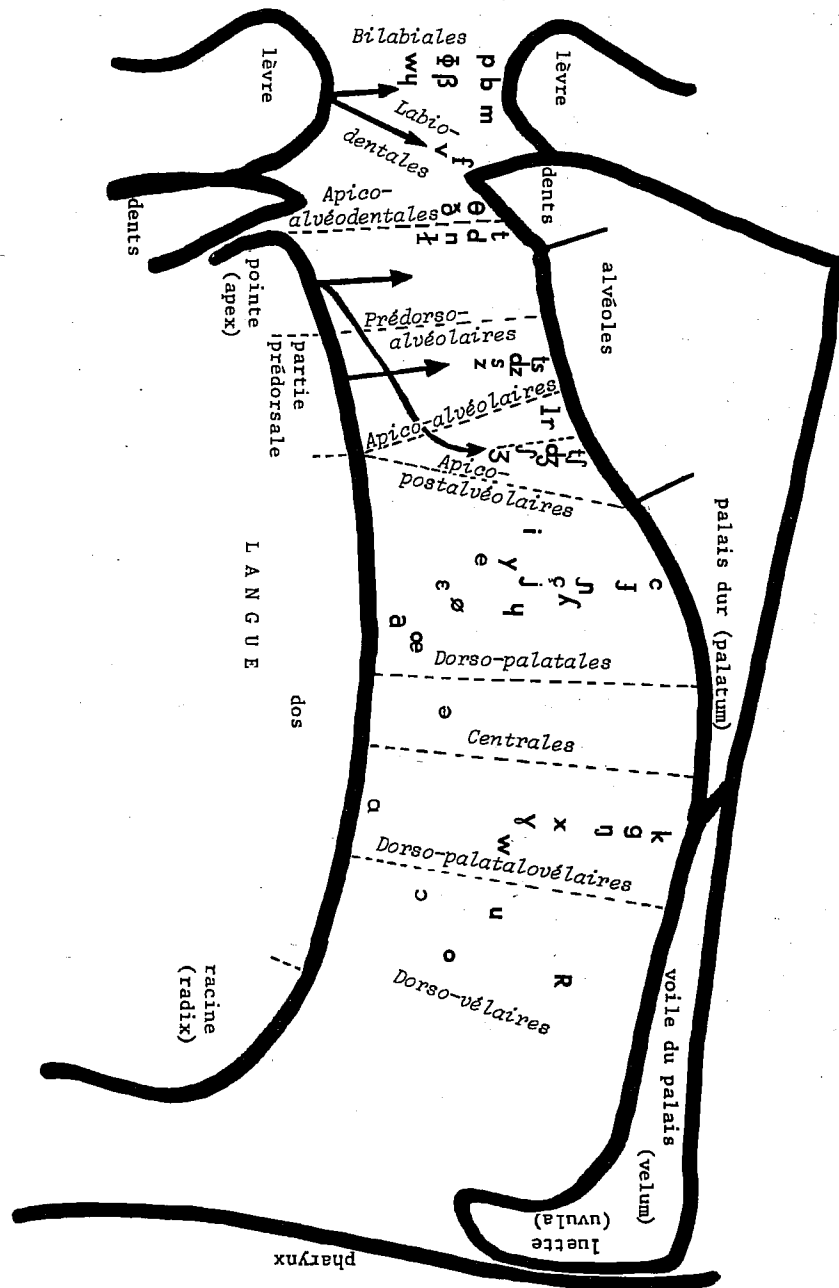 Bilabiales
lèvre
lèvre
p b m
ɸ β
w ɥ
Labio-
dentales
f
v
dents
dents
Apico-
alvéodentales
θ
ð
t
d
n
ɫ
pointe
(apex)
alvéoles
Prédorso-
alvéolaires
partie
prédorsale
ts
dz
s
z
Apico-alvéolaires
l r
tʃ
dʒ
ʃ
ʒ
Apico-
postalvéolaires
palais dur (palatum)
i
y
e
c
ɟ
ɲ
ʎ
ç
j
ɥ
ø
ɛ
œ
a
LANGUE
dos
Dorso-palatales
ə
Centrales
k
g
ŋ
x
ɣ
w
ɑ
Dorso-palatalovélaires
ɔ
u
o
R
Dorso-vélaires
racine
(radix)
voile du palais
(velum)
luette
(uvula)
pharynx